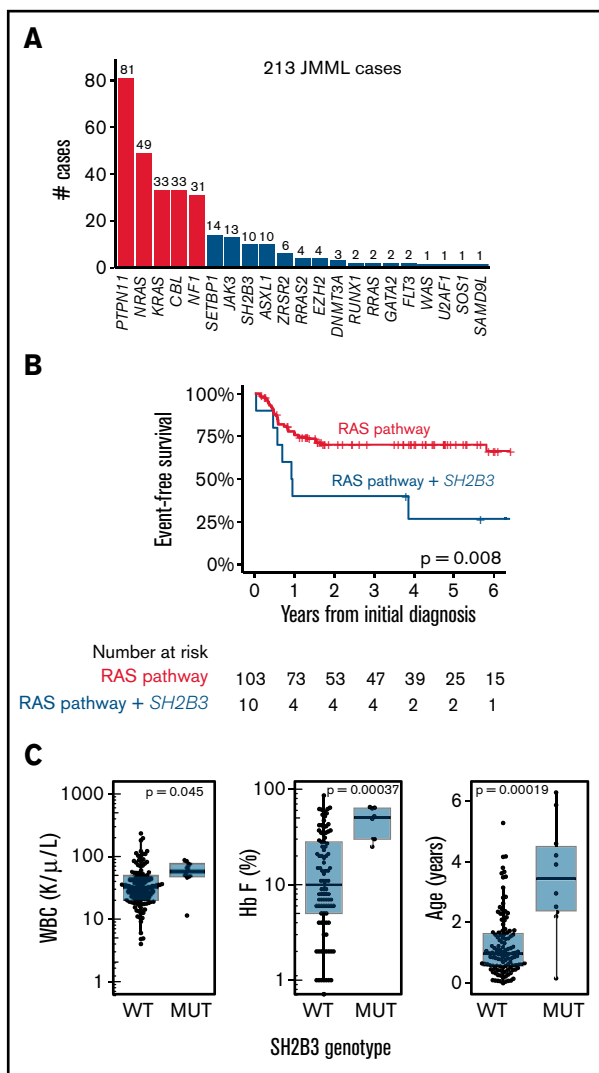 A
213 JMML cases
# cases
80
60
40
20
0
81
49
33
33
31
14
13
10
10
6
4
4
3
2
2
2
2
1
1
1
1
PTPN11
NRAS
KRAS
CBL
NF1
SETBP1
JAK3
SH2B3
ASXL1
ZRSR2
RRAS2
EZH2
DNMT3A
RUNX1
RRAS
GATA2
FLT3
WAS
U2AF1
SOS1
SAMD9L
B
Event-free survival
100%
75%
50%
25%
0%
RAS pathway
RAS pathway + SH2B3
p = 0.008
0 1 2 3 4 5 6
Years from initial diagnosis
Number at risk
RAS pathway 103 73 53 47 39 25 15
RAS pathway + SH2B3 10 4 4 4 2 2 1
C
WBC (K/μ/L)
1000
100
10
1
p = 0.045
WT MUT
Hb F (%)
100
10
1
p = 0.00037
WT MUT
Age (years)
6
4
2
0
p = 0.00019
WT MUT
SH2B3 genotype